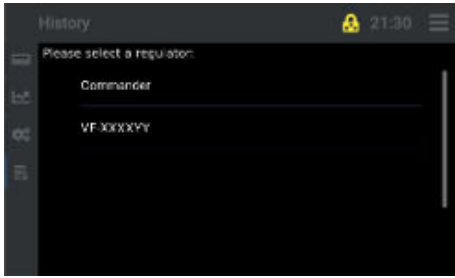 History
21:30
Please select a regulator:
Commander
VF-XXXXYY